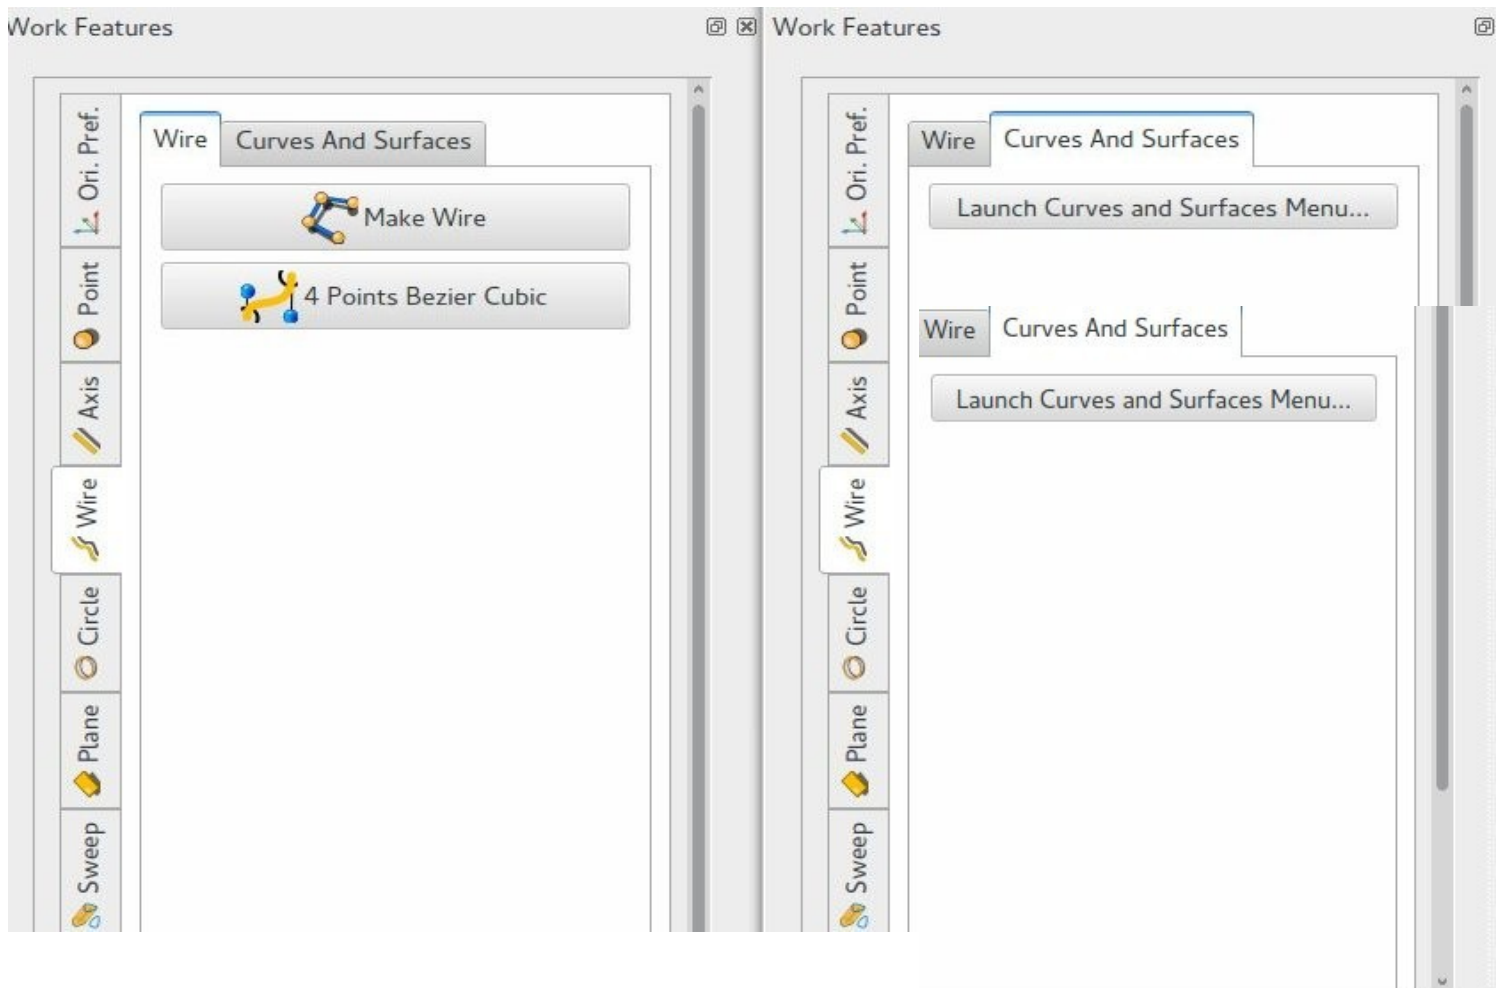 Work Features
Wire
Curves And Surfaces
Make Wire
4 Points Bezier Cubic
Ori. Pref.
Point
Axis
Wire
Circle
Plane
Sweep
Work Features
Wire
Curves And Surfaces
Launch Curves and Surfaces Menu...
Wire
Curves And Surfaces
Launch Curves and Surfaces Menu...
Ori. Pref.
Point
Axis
Wire
Circle
Plane
Sweep